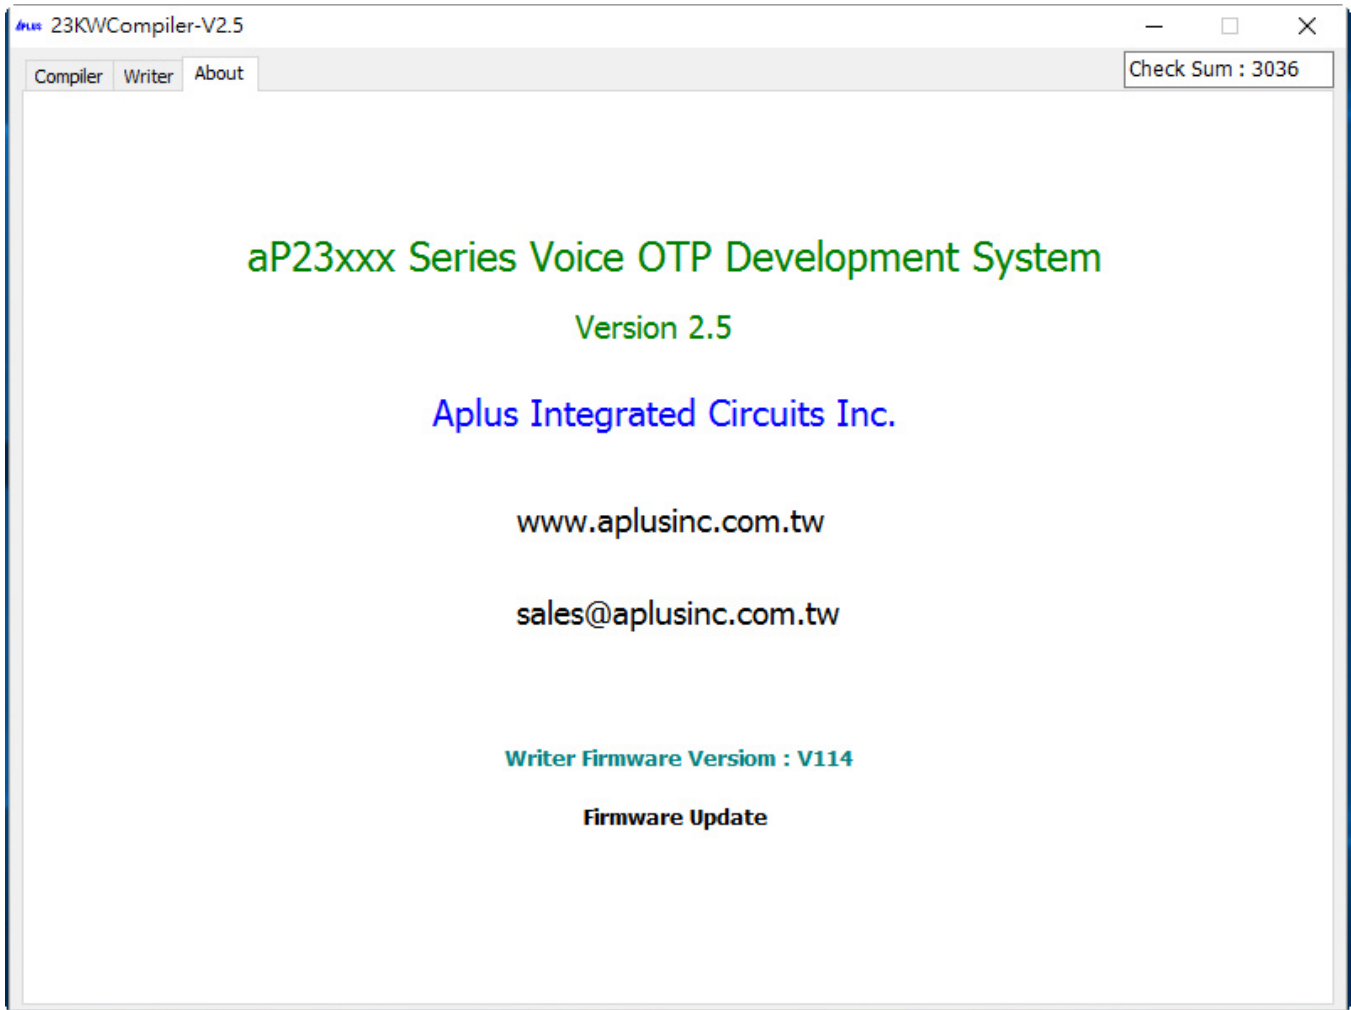 APLUS 23KWCompiler-V2.5
Compiler Writer About
Check Sum : 3036
aP23xxx Series Voice OTP Development System
Version 2.5
Aplus Integrated Circuits Inc.
www.aplusinc.com.tw
sales@aplusinc.com.tw
Writer Firmware Versiom : V114
Firmware Update